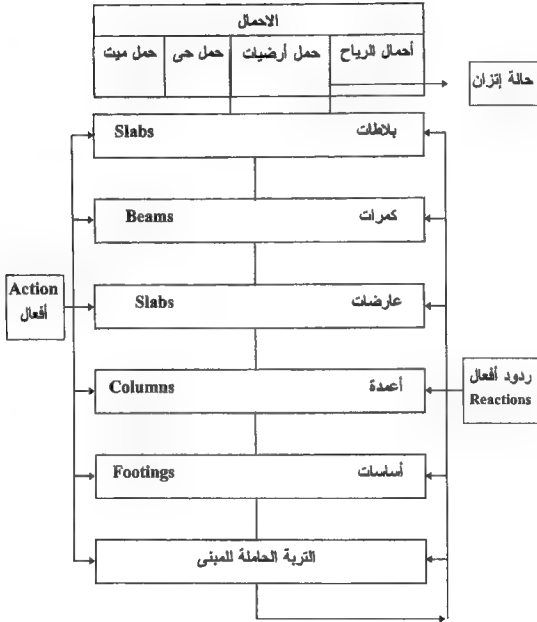 الاحمال
أحمال الرياح
حمل أرضيات
حمل حى
حمل ميت
حالة إتزان
Slabs بلاطات
Beams كمرات
Action
أفعال
Slabs عارضات
Columns أعمدة
ردود أفعال
Reactions
Footings أساسات
التربة الحاملة للمبنى